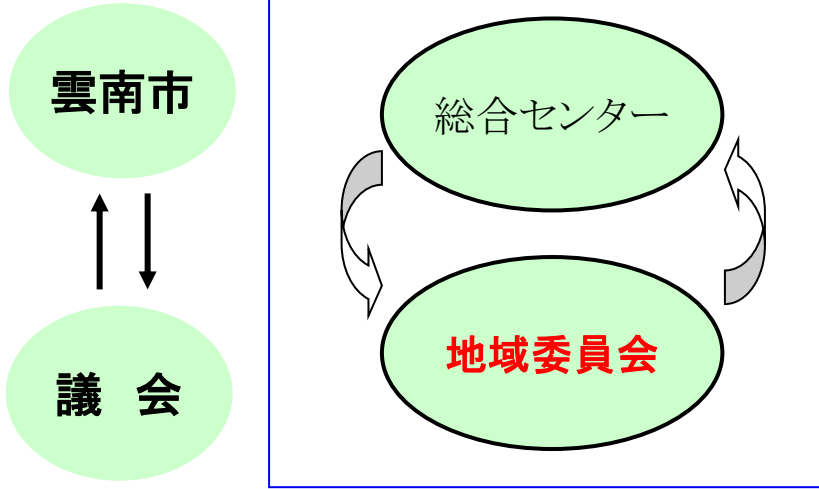 雲南市
議　会
総合センター
地域委員会